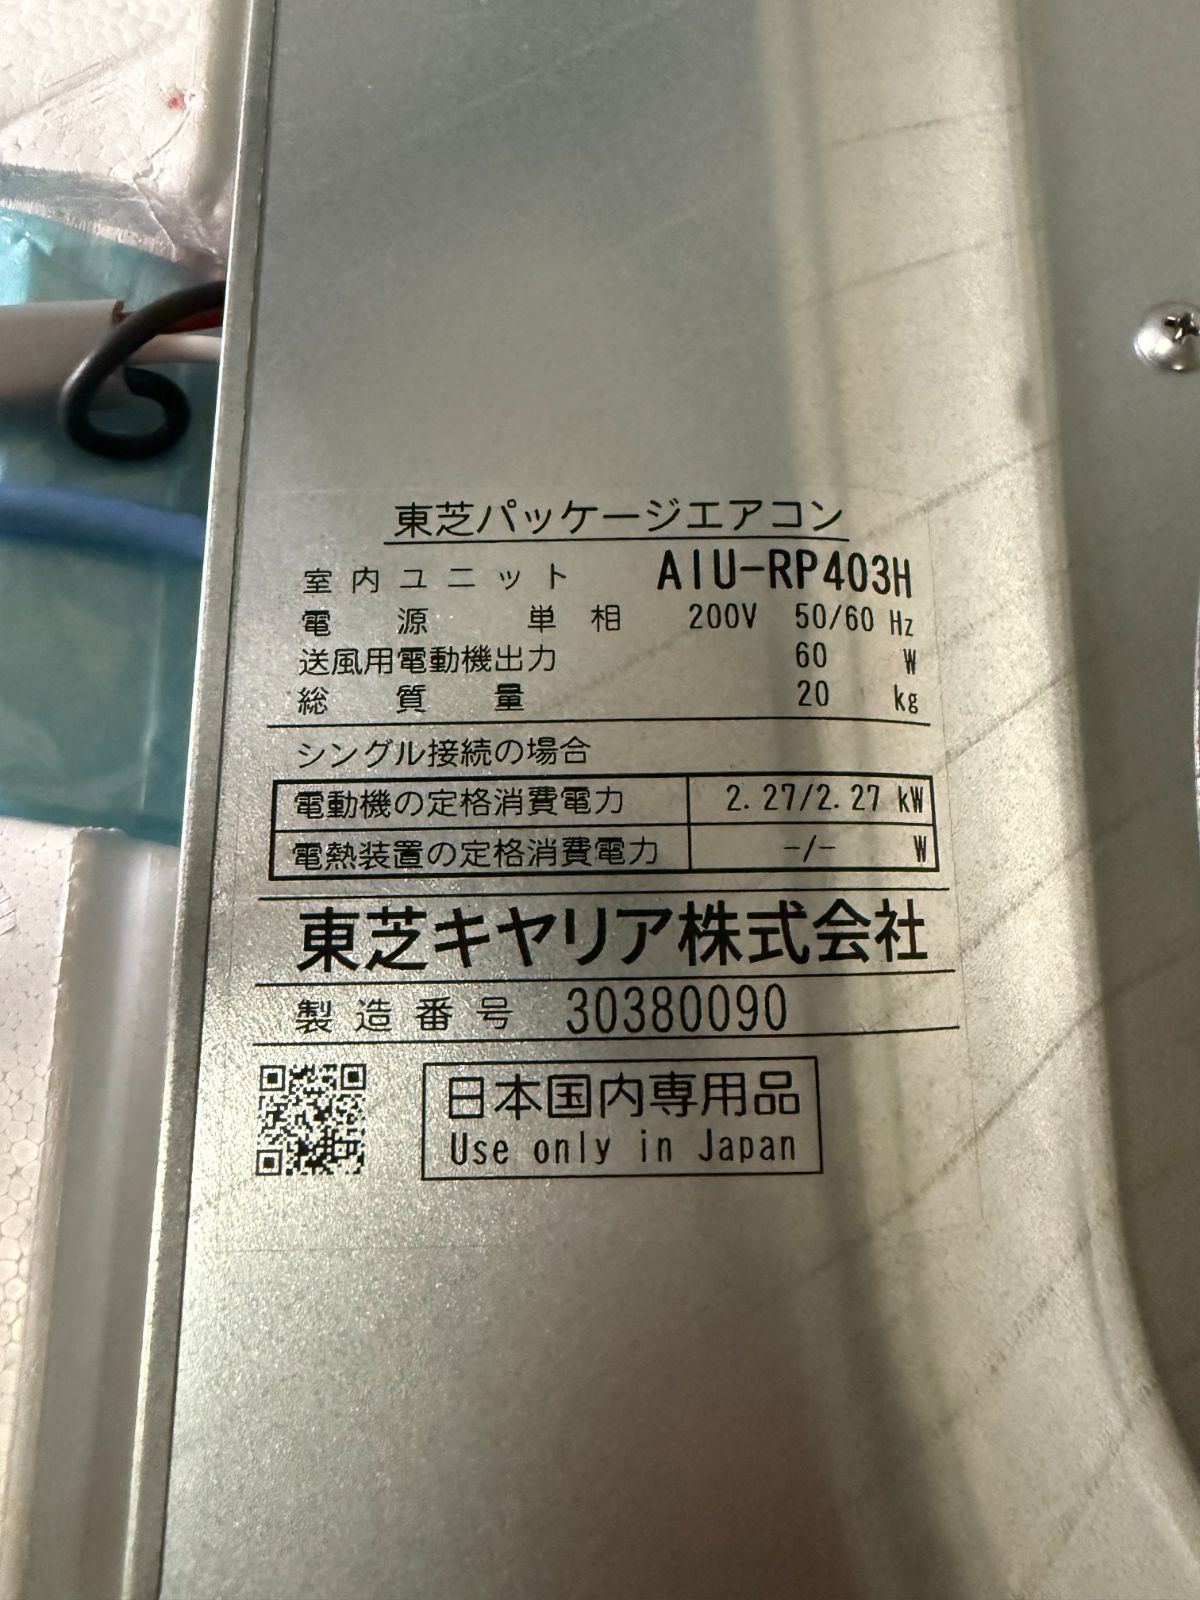 東芝パッケージエアコン
室内ユニット AIU-RP403H
電源 単相 200V 50/60 Hz
送風用電動機出力 60 W
総質量 20 kg
シングル接続の場合
電動機の定格消費電力 2.27/2.27 kW
電熱装置の定格消費電力 -/- W
東芝キヤリア株式会社
製造番号 30380090
日本国内専用品
Use only in Japan